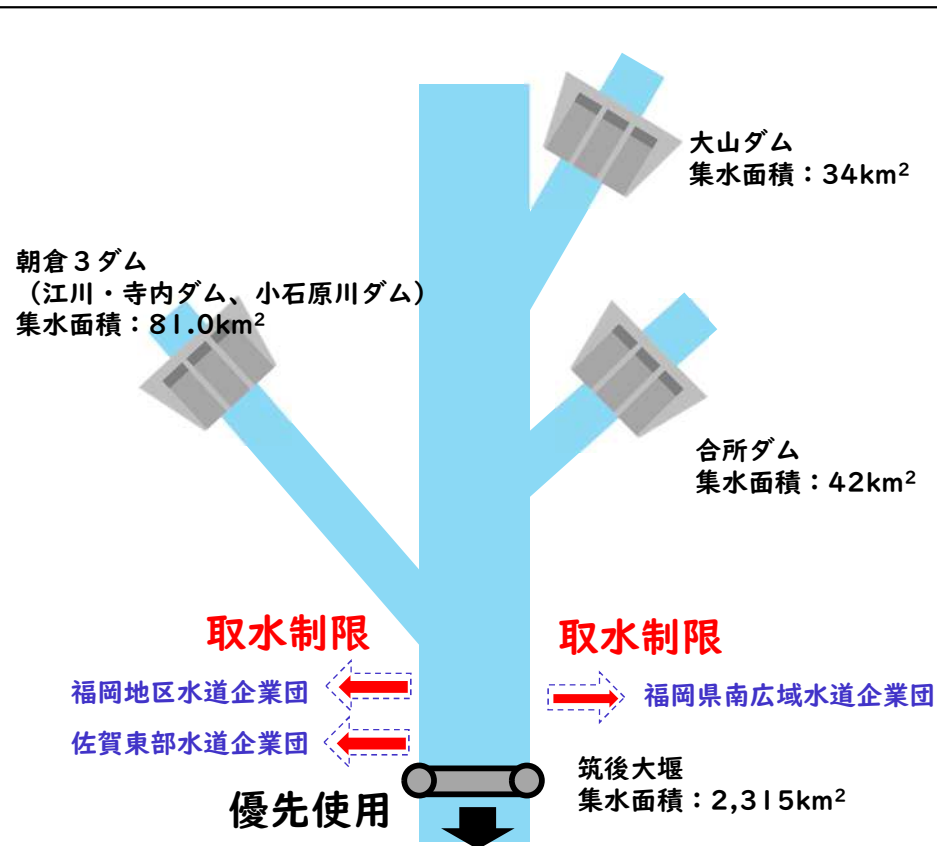 大山ダム
集水面積：34km²
朝倉３ダム
（江川・寺内ダム、小石原川ダム）
集水面積：81.0km²
合所ダム
集水面積：42km²
取水制限
取水制限
福岡地区水道企業団
福岡県南広域水道企業団
佐賀東部水道企業団
筑後大堰
集水面積：2,315km²
優先使用